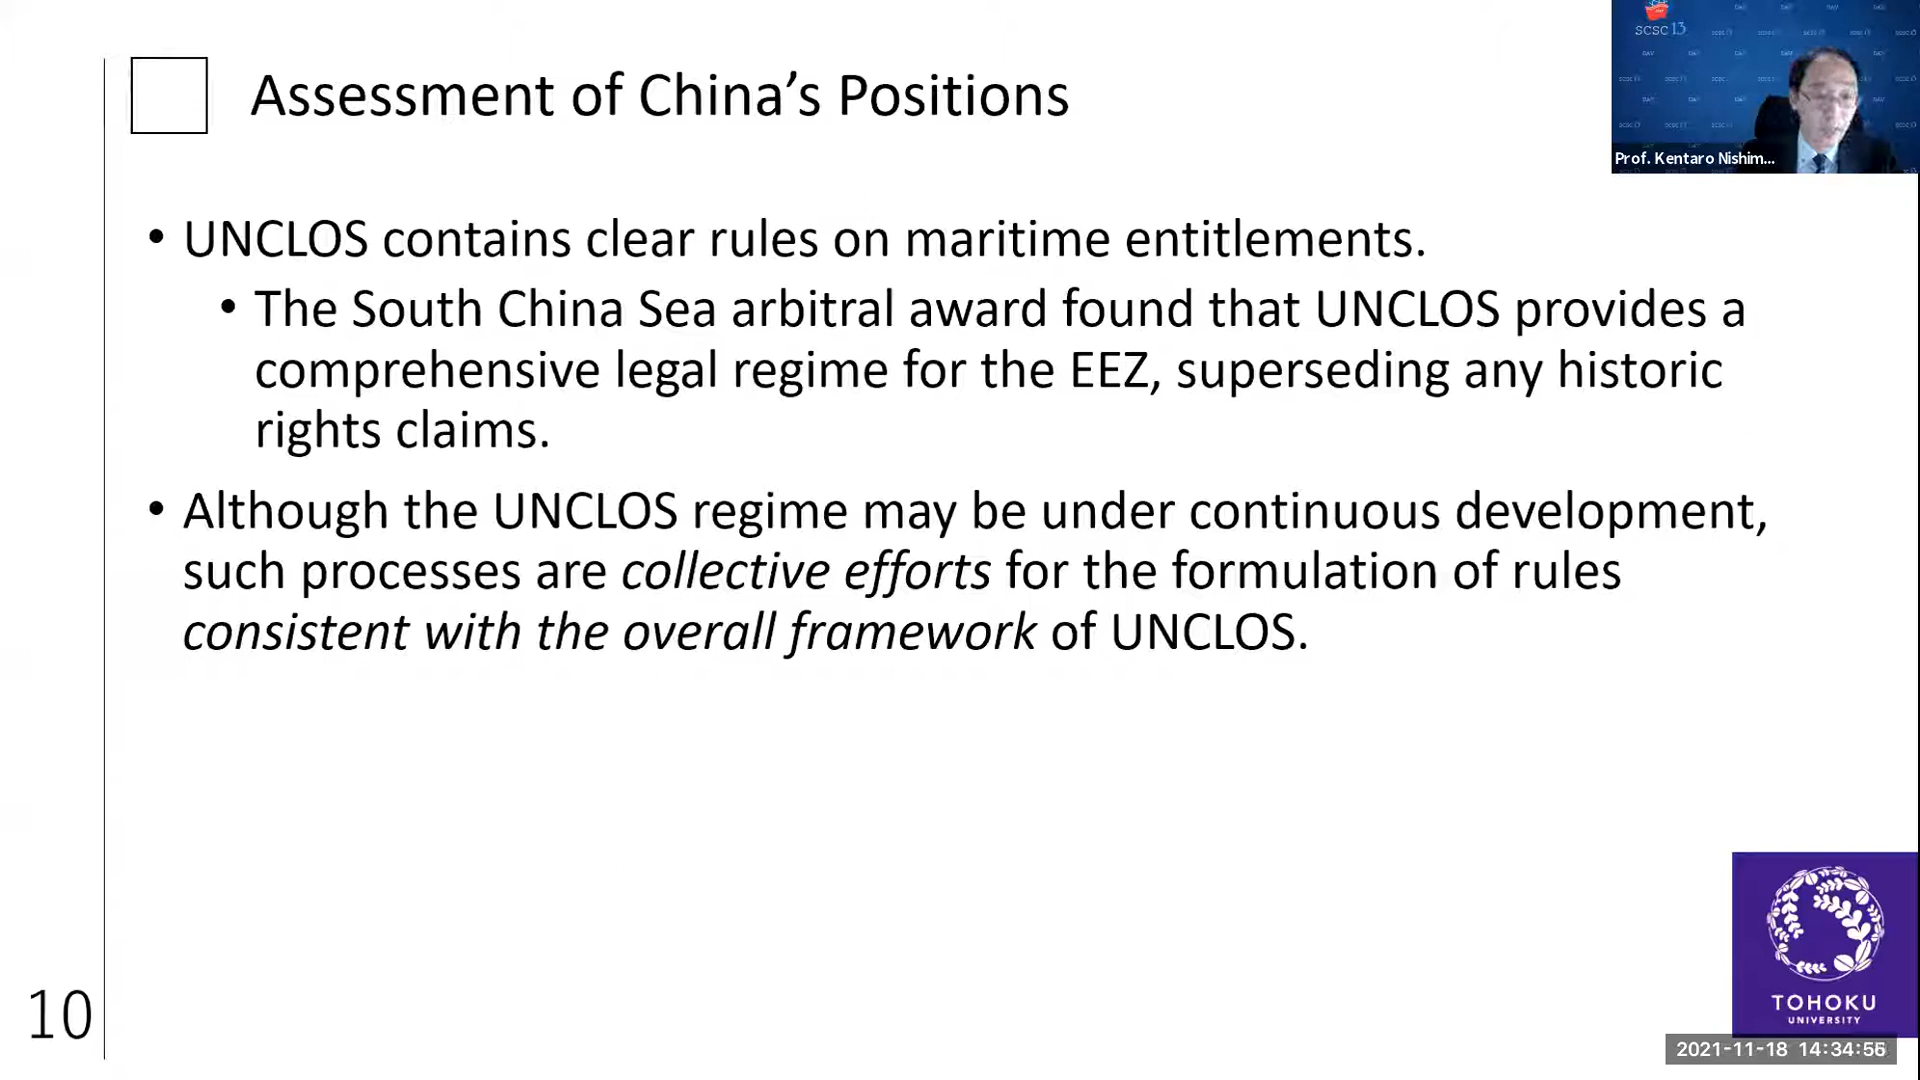 Assessment of China’s Positions
SCSC 13
Prof. Kentaro Nishim...
• UNCLOS contains clear rules on maritime entitlements.
• The South China Sea arbitral award found that UNCLOS provides a
comprehensive legal regime for the EEZ, superseding any historic
rights claims.
• Although the UNCLOS regime may be under continuous development,
such processes are collective efforts for the formulation of rules
consistent with the overall framework of UNCLOS.
10
TOHOKU
UNIVERSITY
2021-11-18 14:34:56